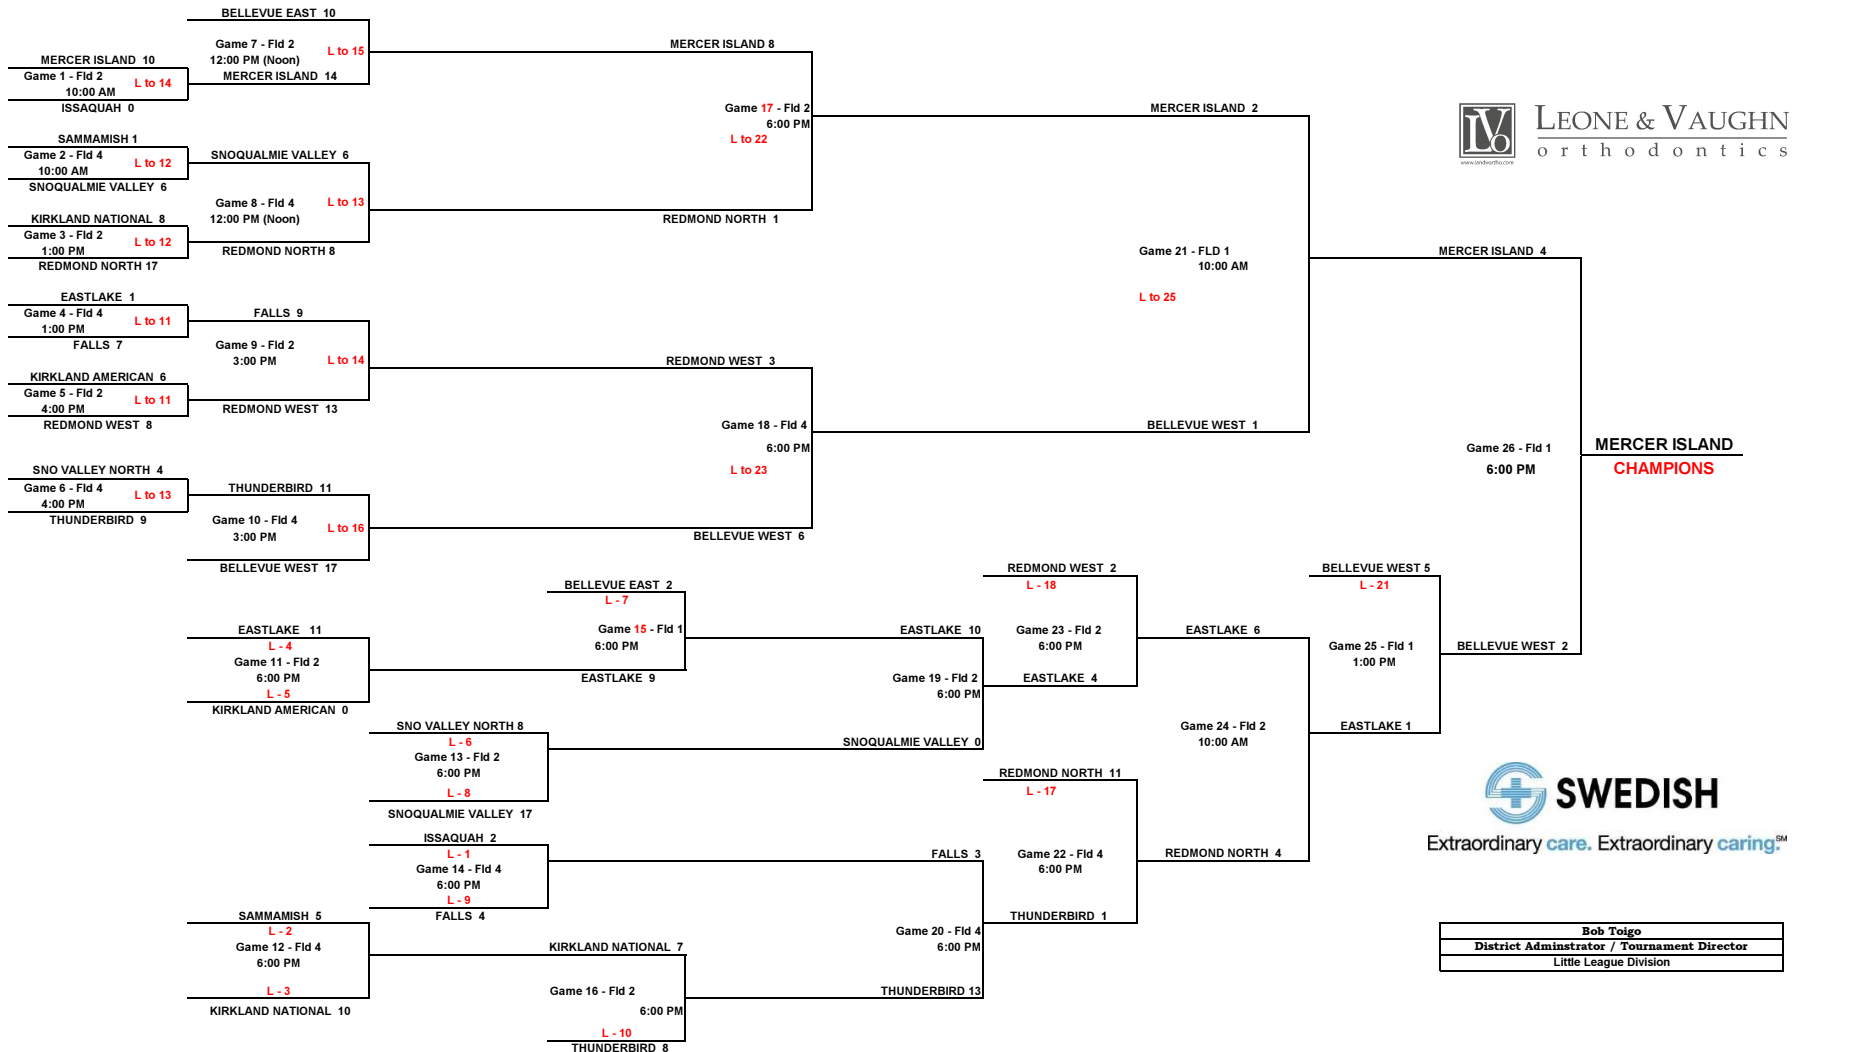 BELLEVUE EAST 10
Game 7 - Fld 2
12:00 PM (Noon)
L to 15
MERCER ISLAND 14
MERCER ISLAND 10
Game 1 - Fld 2
10:00 AM
L to 14
ISSAQUAH 0
SAMMAMISH 1
Game 2 - Fld 4
10:00 AM
L to 12
SNOQUALMIE VALLEY 6
SNOQUALMIE VALLEY 6
Game 8 - Fld 4
12:00 PM (Noon)
L to 13
REDMOND NORTH 8
KIRKLAND NATIONAL 8
Game 3 - Fld 2
1:00 PM
L to 12
REDMOND NORTH 17
EASTLAKE 1
Game 4 - Fld 4
1:00 PM
L to 11
FALLS 7
FALLS 9
Game 9 - Fld 2
3:00 PM
L to 14
REDMOND WEST 13
KIRKLAND AMERICAN 6
Game 5 - Fld 2
4:00 PM
L to 11
REDMOND WEST 8
SNO VALLEY NORTH 4
Game 6 - Fld 4
4:00 PM
L to 13
THUNDERBIRD 9
THUNDERBIRD 11
Game 10 - Fld 4
3:00 PM
L to 16
BELLEVUE WEST 17
MERCER ISLAND 8
Game 17 - Fld 2
6:00 PM
L to 22
REDMOND NORTH 1
REDMOND WEST 3
Game 18 - Fld 4
6:00 PM
L to 23
BELLEVUE WEST 6
MERCER ISLAND 2
Game 21 - FLD 1
10:00 AM
L to 25
BELLEVUE WEST 1
MERCER ISLAND 4
Game 26 - Fld 1
6:00 PM
MERCER ISLAND
CHAMPIONS
LVO
www.landvortho.com
LEONE & VAUGHN
orthodontics
BELLEVUE EAST 2
L - 7
Game 15 - Fld 1
6:00 PM
EASTLAKE 9
EASTLAKE 11
L - 4
Game 11 - Fld 2
6:00 PM
L - 5
KIRKLAND AMERICAN 0
SNO VALLEY NORTH 8
L - 6
Game 13 - Fld 2
6:00 PM
L - 8
SNOQUALMIE VALLEY 17
ISSAQUAH 2
L - 1
Game 14 - Fld 4
6:00 PM
L - 9
FALLS 4
SAMMAMISH 5
L - 2
Game 12 - Fld 4
6:00 PM
L - 3
KIRKLAND NATIONAL 10
KIRKLAND NATIONAL 7
Game 16 - Fld 2
6:00 PM
L - 10
THUNDERBIRD 8
EASTLAKE 10
Game 19 - Fld 2
6:00 PM
SNOQUALMIE VALLEY 0
FALLS 3
Game 20 - Fld 4
6:00 PM
THUNDERBIRD 13
REDMOND WEST 2
L - 18
Game 23 - Fld 2
6:00 PM
EASTLAKE 4
REDMOND NORTH 11
L - 17
Game 22 - Fld 4
6:00 PM
THUNDERBIRD 1
EASTLAKE 6
Game 24 - Fld 2
10:00 AM
REDMOND NORTH 4
BELLEVUE WEST 5
L - 21
Game 25 - Fld 1
1:00 PM
EASTLAKE 1
BELLEVUE WEST 2
SWEDISH
Extraordinary care. Extraordinary caring.℠
Bob Toigo
District Adminstrator / Tournament Director
Little League Division